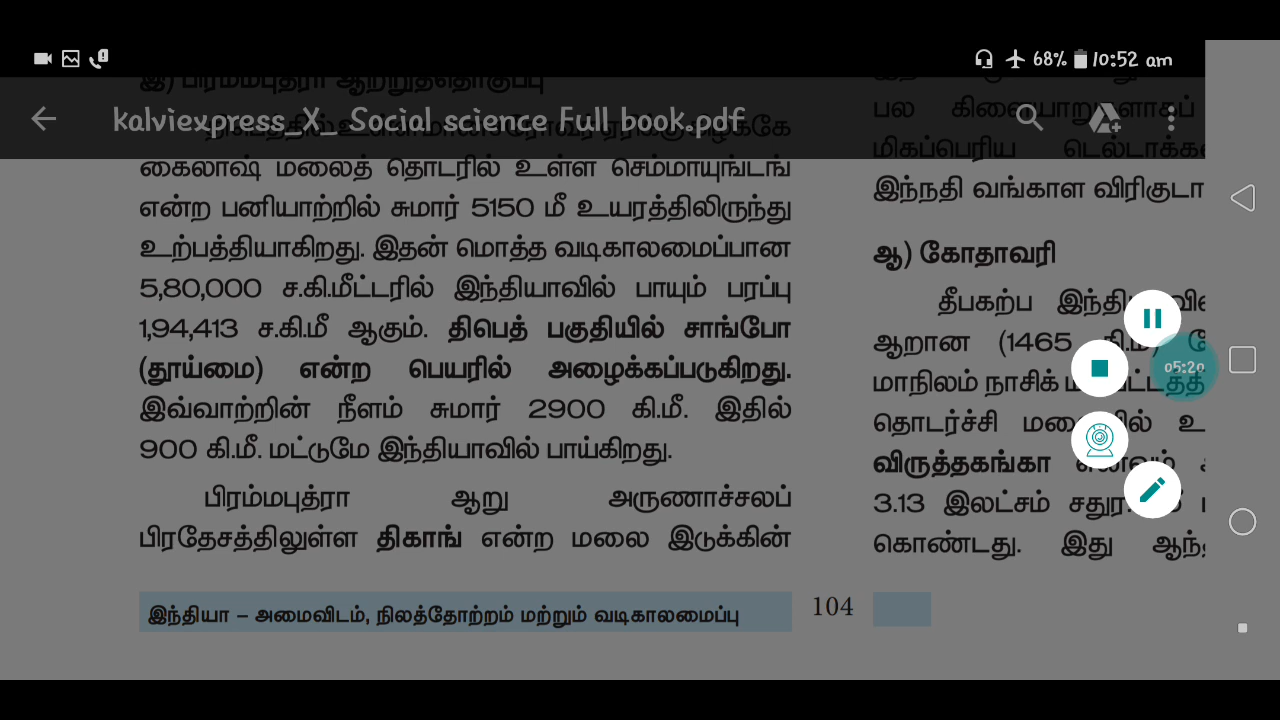 68% 10:52 am
இ) பிரம்மபுத்ரா ஆற்றுத்தொகுப்பு
kalviexpress_X_ Social science Full book.pdf
கைலாஷ் மலைத் தொடரில் உள்ள செம்மாயுங்டங்
என்ற பனியாற்றில் சுமார் 5150 மீ உயரத்திலிருந்து
உற்பத்தியாகிறது. இதன் மொத்த வடிகாலமைப்பான
5,80,000 ச.கி.மீட்டரில் இந்தியாவில் பாயும் பரப்பு
1,94,413 ச.கி.மீ ஆகும். திபெத் பகுதியில் சாங்போ
(தூய்மை) என்ற பெயரில் அழைக்கப்படுகிறது.
இவ்வாற்றின் நீளம் சுமார் 2900 கி.மீ. இதில்
900 கி.மீ. மட்டுமே இந்தியாவில் பாய்கிறது.
பிரம்மபுத்ரா ஆறு அருணாச்சலப்
பிரதேசத்திலுள்ள திகாங் என்ற மலை இடுக்கின்
இந்தியா – அமைவிடம், நிலத்தோற்றம் மற்றும் வடிகாலமைப்பு
104
பல
மிகப்பெரிய
இந்நதி வங்காள விரிகுடா
ஆ) கோதாவரி
தீபகற்ப
ஆறான (1465
மாநிலம் நாசிக்
தொடர்ச்சி
விருத்தகங்கா எனவும்
3.13 இலட்சம்
கொண்டது. இது
05:20